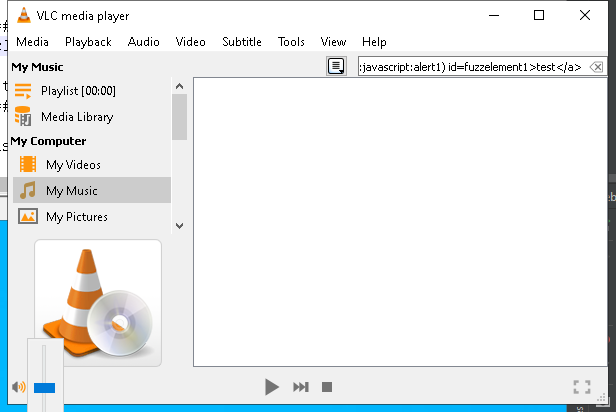 VLC media player
Media Playback Audio Video Subtitle Tools View Help
My Music
:javascript:alert1) id=fuzzelement1>test</a>
Playlist [00:00]
Media Library
My Computer
My Videos
My Music
My Pictures